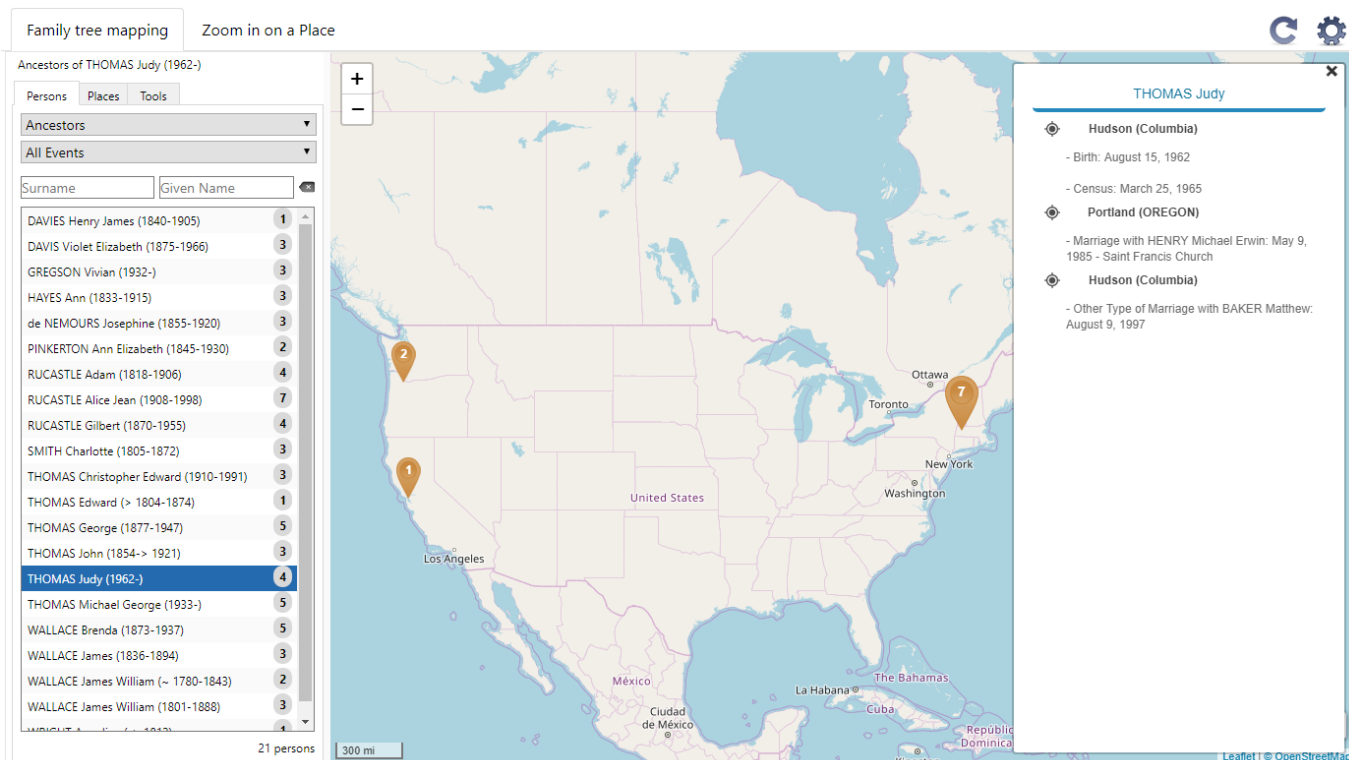 Family tree mapping
Zoom in on a Place
Ancestors of THOMAS Judy (1962-)
Persons
Places
Tools
Ancestors
All Events
Surname
Given Name
DAVIES Henry James (1840-1905) 1
DAVIS Violet Elizabeth (1875-1966) 3
GREGSON Vivian (1932-) 3
HAYES Ann (1833-1915) 3
de NEMOURS Josephine (1855-1920) 3
PINKERTON Ann Elizabeth (1845-1930) 2
RUCASTLE Adam (1818-1906) 4
RUCASTLE Alice Jean (1908-1998) 7
RUCASTLE Gilbert (1870-1955) 4
SMITH Charlotte (1805-1872) 3
THOMAS Christopher Edward (1910-1991) 3
THOMAS Edward (> 1804-1874) 1
THOMAS George (1877-1947) 5
THOMAS John (1854-> 1921) 3
THOMAS Judy (1962-) 4
THOMAS Michael George (1933-) 5
WALLACE Brenda (1873-1937) 5
WALLACE James (1836-1894) 3
WALLACE James William (~ 1780-1843) 2
WALLACE James William (1801-1888) 3
21 persons
+
−
2
1
7
Ottawa
Toronto
New York
Washington
United States
Los Angeles
México
Ciudad
de México
La Habana
The Bahamas
Cuba
300 mi
THOMAS Judy
Hudson (Columbia)
- Birth: August 15, 1962
- Census: March 25, 1965
Portland (OREGON)
- Marriage with HENRY Michael Erwin: May 9,
1985 - Saint Francis Church
Hudson (Columbia)
- Other Type of Marriage with BAKER Matthew:
August 9, 1997
Leaflet | © OpenStreetMap